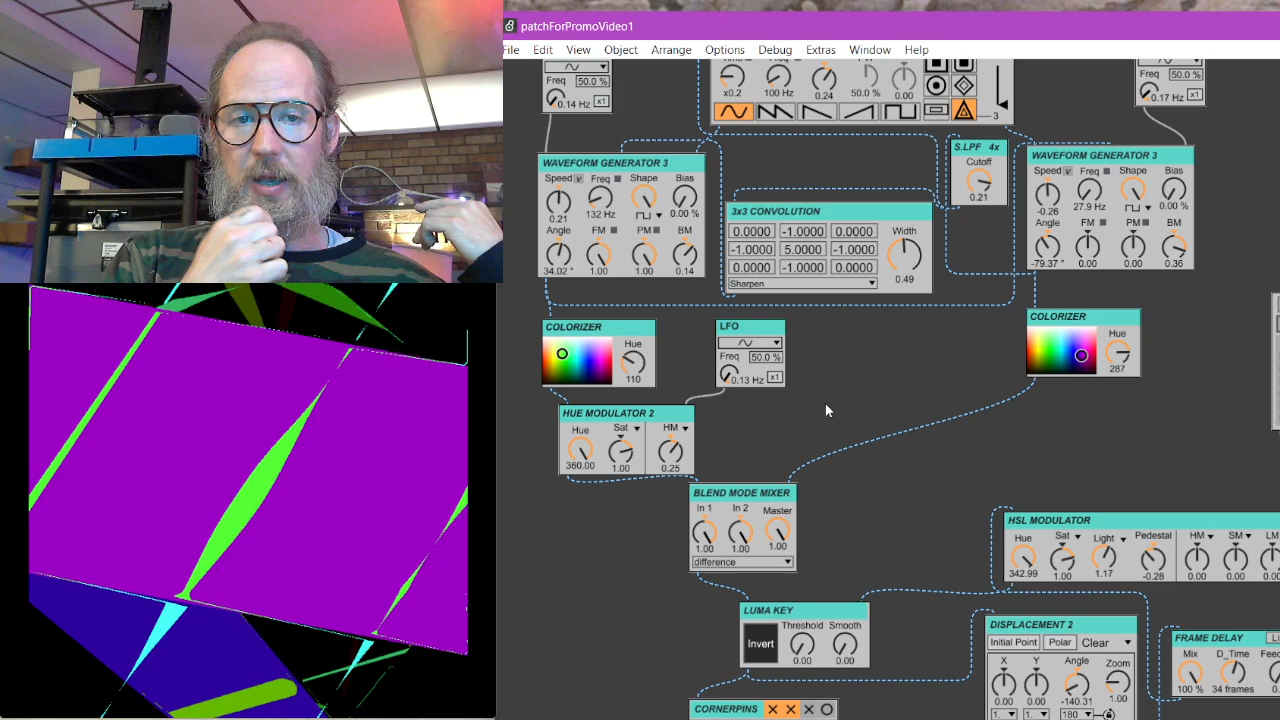 patchForPromoVideo1
File Edit View Object Arrange Options Debug Extras Window Help
Freq 50.0 %
0.14 Hz x1
x0.2 100 Hz 0.24 50.0 % 0.00
3
Freq 50.0 %
0.17 Hz x1
WAVEFORM GENERATOR 3
Speed v Freq Shape Bias
0.21 132 Hz 0.00 %
Angle FM PM BM
34.02 ° 1.00 1.00 0.14
3x3 CONVOLUTION
0.0000 -1.0000 0.0000 Width
-1.0000 5.0000 -1.0000
0.0000 -1.0000 0.0000 0.49
Sharpen
S.LPF 4x
Cutoff
0.21
WAVEFORM GENERATOR 3
Speed v Freq Shape Bias
-0.26 27.9 Hz 0.00 %
Angle FM PM BM
-79.37 ° 0.00 0.00 0.36
COLORIZER
Hue
110
LFO
Freq 50.0 %
0.13 Hz x1
COLORIZER
Hue
287
HUE MODULATOR 2
Hue Sat HM
360.00 1.00 0.25
BLEND MODE MIXER
In 1 In 2 Master
1.00 1.00 1.00
difference
HSL MODULATOR
Hue Sat Light Pedestal HM SM LM
342.99 1.00 1.17 -0.28 0.00 0.00 0.00
LUMA KEY
Invert Threshold Smooth
0.00 0.00
DISPLACEMENT 2
Initial Point Polar Clear
X Y Angle Zoom
0.00 0.00 -140.31 1.00
1. 1. 180
FRAME DELAY
Mix D_Time
100 % 34 frames
CORNERPINS